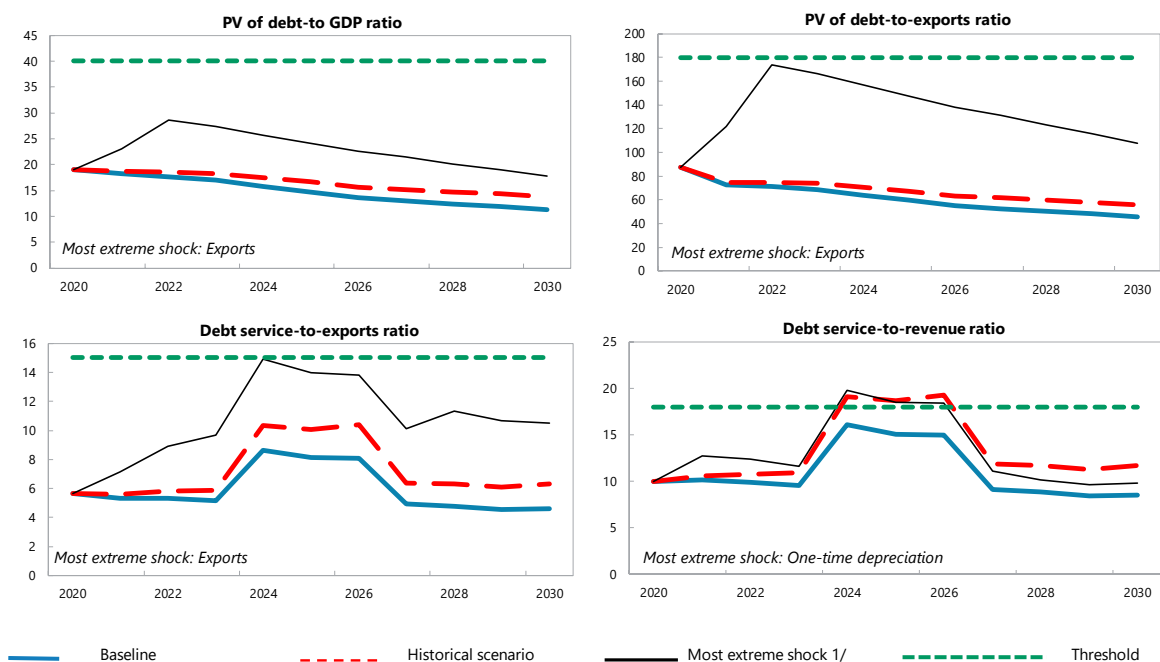 PV of debt-to GDP ratio
45
40
35
30
25
20
15
10
5
0
Most extreme shock: Exports
2020 2022 2024 2026 2028 2030
PV of debt-to-exports ratio
200
180
160
140
120
100
80
60
40
20
0
Most extreme shock: Exports
2020 2022 2024 2026 2028 2030
Debt service-to-exports ratio
16
14
12
10
8
6
4
2
0
Most extreme shock: Exports
2020 2022 2024 2026 2028 2030
Debt service-to-revenue ratio
25
20
15
10
5
0
Most extreme shock: One-time depreciation
2020 2022 2024 2026 2028 2030
Baseline Historical scenario Most extreme shock 1/ Threshold